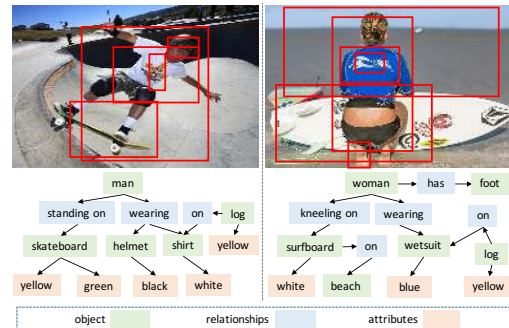 man
standing on wearing on log
skateboard helmet shirt yellow
yellow green black white
woman has foot
kneeling on wearing on
surfboard on wetsuit log
white beach blue yellow
object relationships attributes